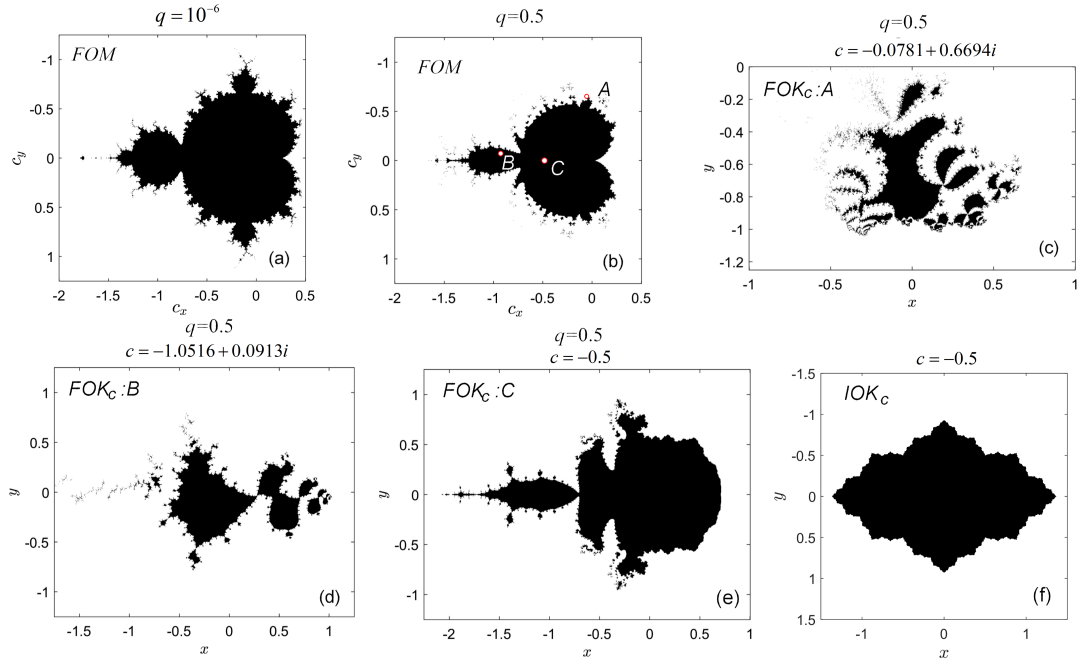 q = 10⁻⁶
FOM
-1
-0.5
0
0.5
1
c_y
(a)
-2
-1.5
-1
-0.5
0
0.5
c_x
q=0.5
FOM
A
B
C
-1
-0.5
0
0.5
1
c_y
(b)
-2
-1.5
-1
-0.5
0
0.5
c_x
q=0.5
c = −0.0781+0.6694i
FOK_c:A
0
-0.2
-0.4
-0.6
-0.8
-1
-1.2
y
(c)
-1
-0.5
0
0.5
1
x
q=0.5
c = −1.0516+0.0913i
FOK_c:B
1
0.5
0
-0.5
-1
y
(d)
-1.5
-1
-0.5
0
0.5
1
x
q=0.5
c = −0.5
FOK_c:C
1
0.5
0
-0.5
-1
y
(e)
-2
-1.5
-1
-0.5
0
0.5
1
x
c = −0.5
IOK_c
-1.5
-1
-0.5
0
0.5
1
1.5
y
(f)
-1
0
1
x